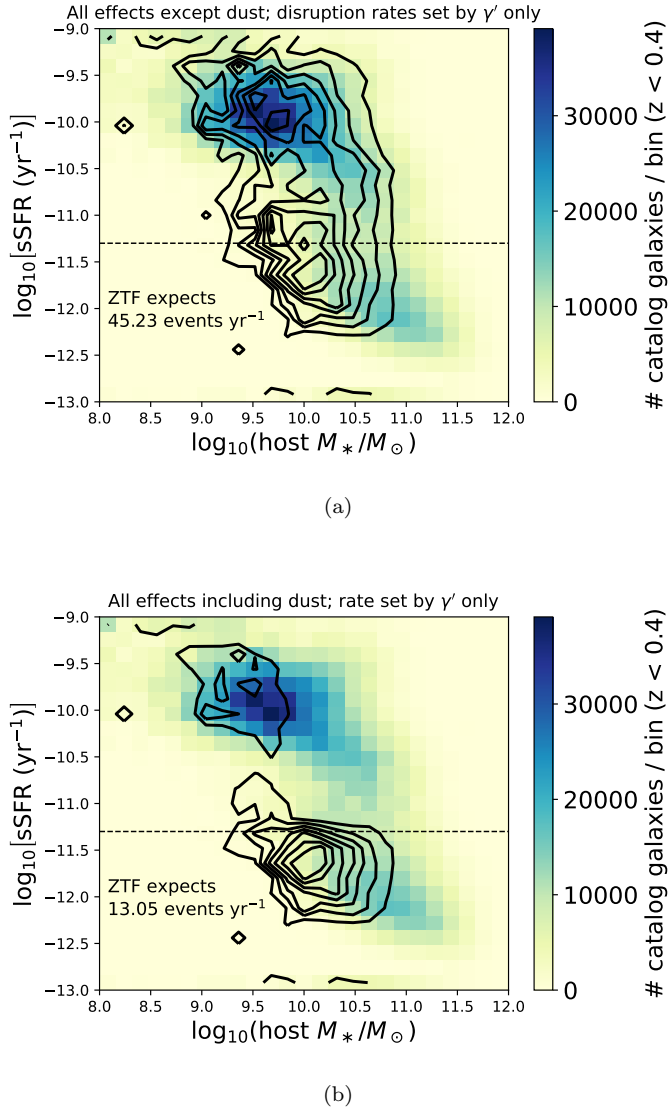 All effects except dust; disruption rates set by γ′ only
−9.0
−9.5
−10.0
−10.5
−11.0
−11.5
−12.0
−12.5
−13.0
log₁₀[sSFR (yr⁻¹)]
ZTF expects
45.23 events yr⁻¹
8.0 8.5 9.0 9.5 10.0 10.5 11.0 11.5 12.0
log₁₀(host M∗/M⊙)
30000
20000
10000
0
# catalog galaxies / bin (z < 0.4)
(a)
All effects including dust; rate set by γ′ only
−9.0
−9.5
−10.0
−10.5
−11.0
−11.5
−12.0
−12.5
−13.0
log₁₀[sSFR (yr⁻¹)]
ZTF expects
13.05 events yr⁻¹
8.0 8.5 9.0 9.5 10.0 10.5 11.0 11.5 12.0
log₁₀(host M∗/M⊙)
30000
20000
10000
0
# catalog galaxies / bin (z < 0.4)
(b)